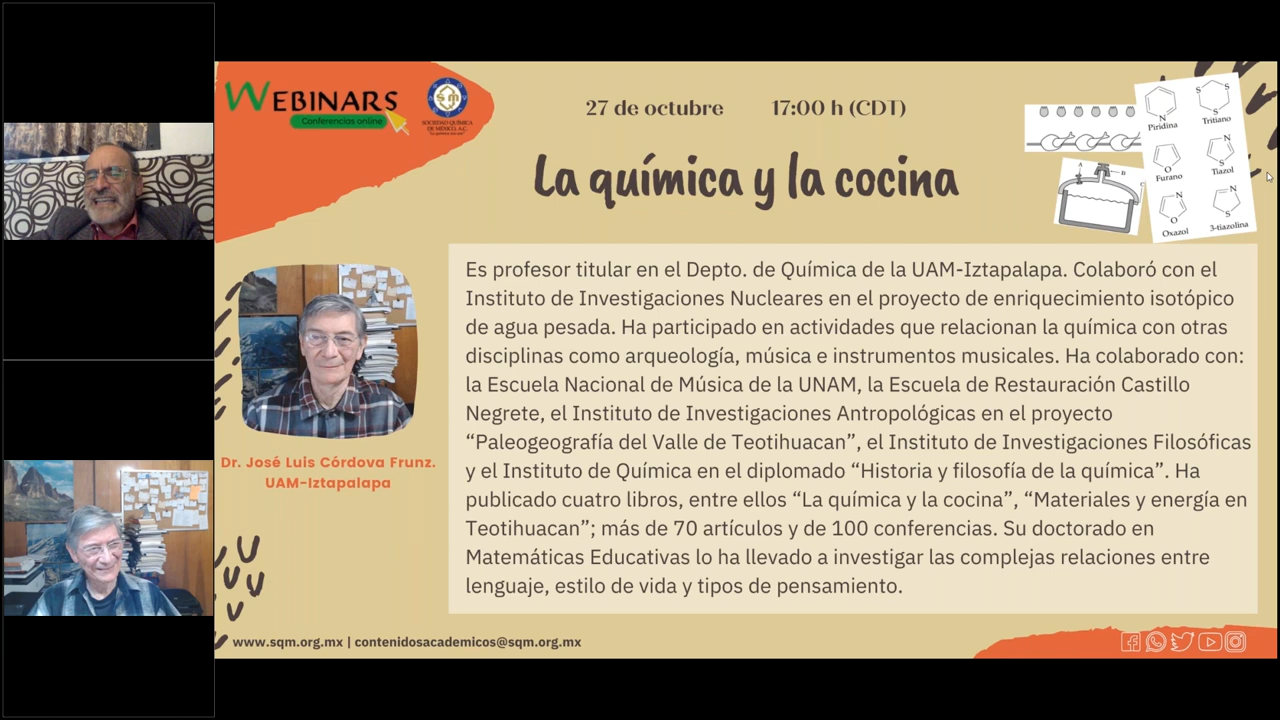 WEBINARS
Conferencias online
SOCIEDAD QUÍMICA
DE MÉXICO, A.C.
27 de octubre 17:00 h (CDT)
La química y la cocina
N
Piridina
S
S
S
Tritiano
O
Furano
N
S
Tiazol
N
O
Oxazol
N
S
3-tiazolina
A
B
C
Es profesor titular en el Depto. de Química de la UAM-Iztapalapa. Colaboró con el
Instituto de Investigaciones Nucleares en el proyecto de enriquecimiento isotópico
de agua pesada. Ha participado en actividades que relacionan la química con otras
disciplinas como arqueología, música e instrumentos musicales. Ha colaborado con:
la Escuela Nacional de Música de la UNAM, la Escuela de Restauración Castillo
Negrete, el Instituto de Investigaciones Antropológicas en el proyecto
“Paleogeografía del Valle de Teotihuacan”, el Instituto de Investigaciones Filosóficas
y el Instituto de Química en el diplomado “Historia y filosofía de la química”. Ha
publicado cuatro libros, entre ellos “La química y la cocina”, “Materiales y energía en
Teotihuacan”; más de 70 artículos y de 100 conferencias. Su doctorado en
Matemáticas Educativas lo ha llevado a investigar las complejas relaciones entre
lenguaje, estilo de vida y tipos de pensamiento.
Dr. José Luis Córdova Frunz.
UAM-Iztapalapa
www.sqm.org.mx | contenidosacademicos@sqm.org.mx